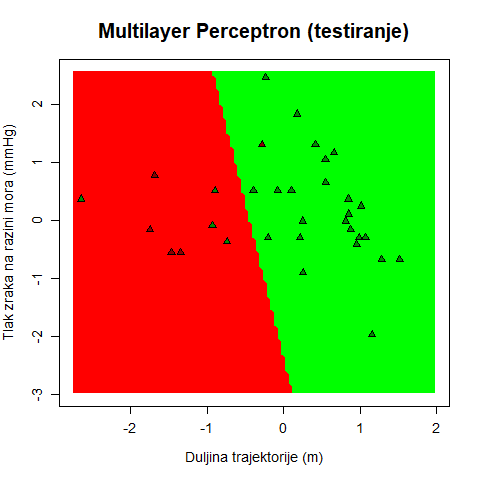 Multilayer Perceptron (testiranje)
Tlak zraka na razini mora (mmHg)
2
1
0
-1
-2
-3
-2 -1 0 1 2
Duljina trajektorije (m)